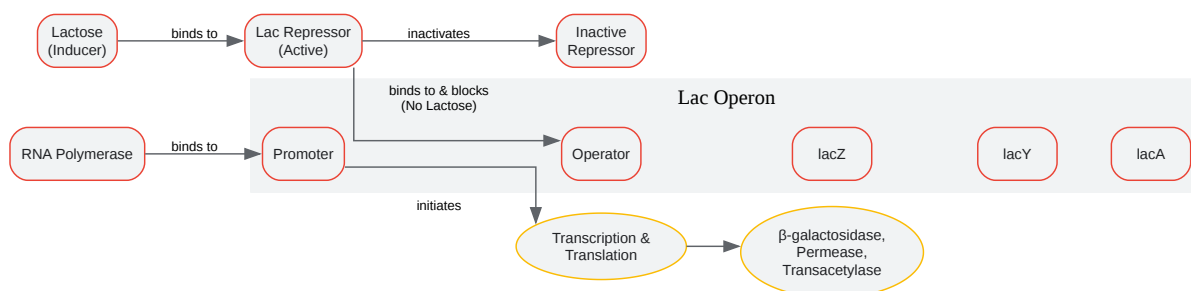 Lactose
(Inducer)
binds to
Lac Repressor
(Active)
inactivates
Inactive
Repressor
binds to & blocks
(No Lactose)
Lac Operon
RNA Polymerase
binds to
Promoter
Operator
lacZ
lacY
lacA
initiates
Transcription &
Translation
β-galactosidase,
Permease,
Transacetylase